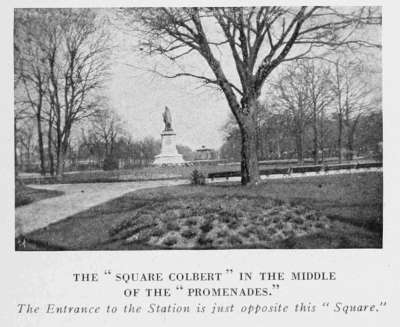 THE " SQUARE COLBERT " IN THE MIDDLE
OF THE " PROMENADES."
The Entrance to the Station is just opposite this " Square."